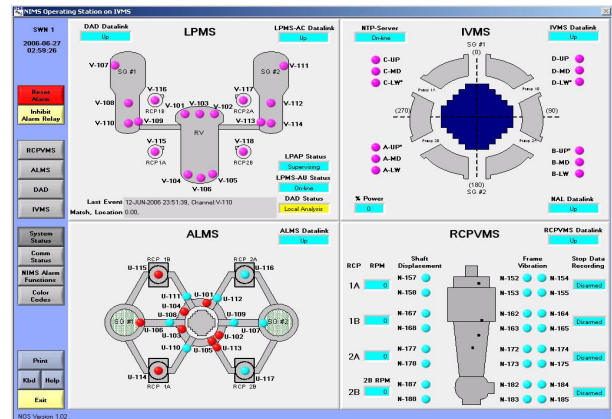 NIMS Operating Station on IVMS
SWN 1
2006-06-27
02:59:26
Reset
Alarm
Inhibit
Alarm Relay
RCPVMS
ALMS
DAD
IVMS
System
Status
Comm
Status
NIMS Alarm
Functions
Color
Codes
Print
Kbd Help
Exit
NOS Version 1.02
DAD Datalink
Up
LPMS
LPMS-AC Datalink
Up
V-107
SG #1
SG #2
V-111
V-116
RCP1B
V-117
RCP2A
V-108
V-101 V-103 V-102
V-112
V-110 V-109
RV
V-113 V-114
V-115
RCP1A
V-118
RCP2B
V-104 V-105
V-106
LPAP Status
Supervising
LPMS-AU Status
On-line
DAD Status
Local Analysis
Last Event 12-JUN-2006 23:51:39, Channel V-110
Match, Location 0.00,
NTP-Server
On-line
IVMS
IVMS Datalink
Up
SG #1
(0)
C-UP
C-MD
C-LW*
D-UP
D-MD
D-LW*
(270)
(90)
A-UP*
A-MD
A-LW
B-UP*
B-MD
B-LW
(180)
SG #2
% Power
0
NAL Datalink
Up
ALMS
ALMS Datalink
Up
RCP 1B RCP 2A
U-115 U-116
U-111 U-101 U-112
U-104
U-108 U-109
SG #1 SG #2
U-106 U-107
U-103 U-102
U-110 U-105 U-113
U-114 U-117
RCP 1A RCP 2B
RCPVMS
RCPVMS Datalink
Up
RCP RPM
Shaft
Displacement
Frame
Vibration
Stop Data
Recording
1A 0 N-157 N-152 N-154 Disarmed
N-158 N-153 N-155
1B 0 N-167 N-162 N-164 Disarmed
N-168 N-163 N-165
2A 0 N-177 N-172 N-174 Disarmed
N-178 N-173 N-175
2B RPM
2B 0 N-187 N-182 N-184 Disarmed
N-188 N-183 N-185